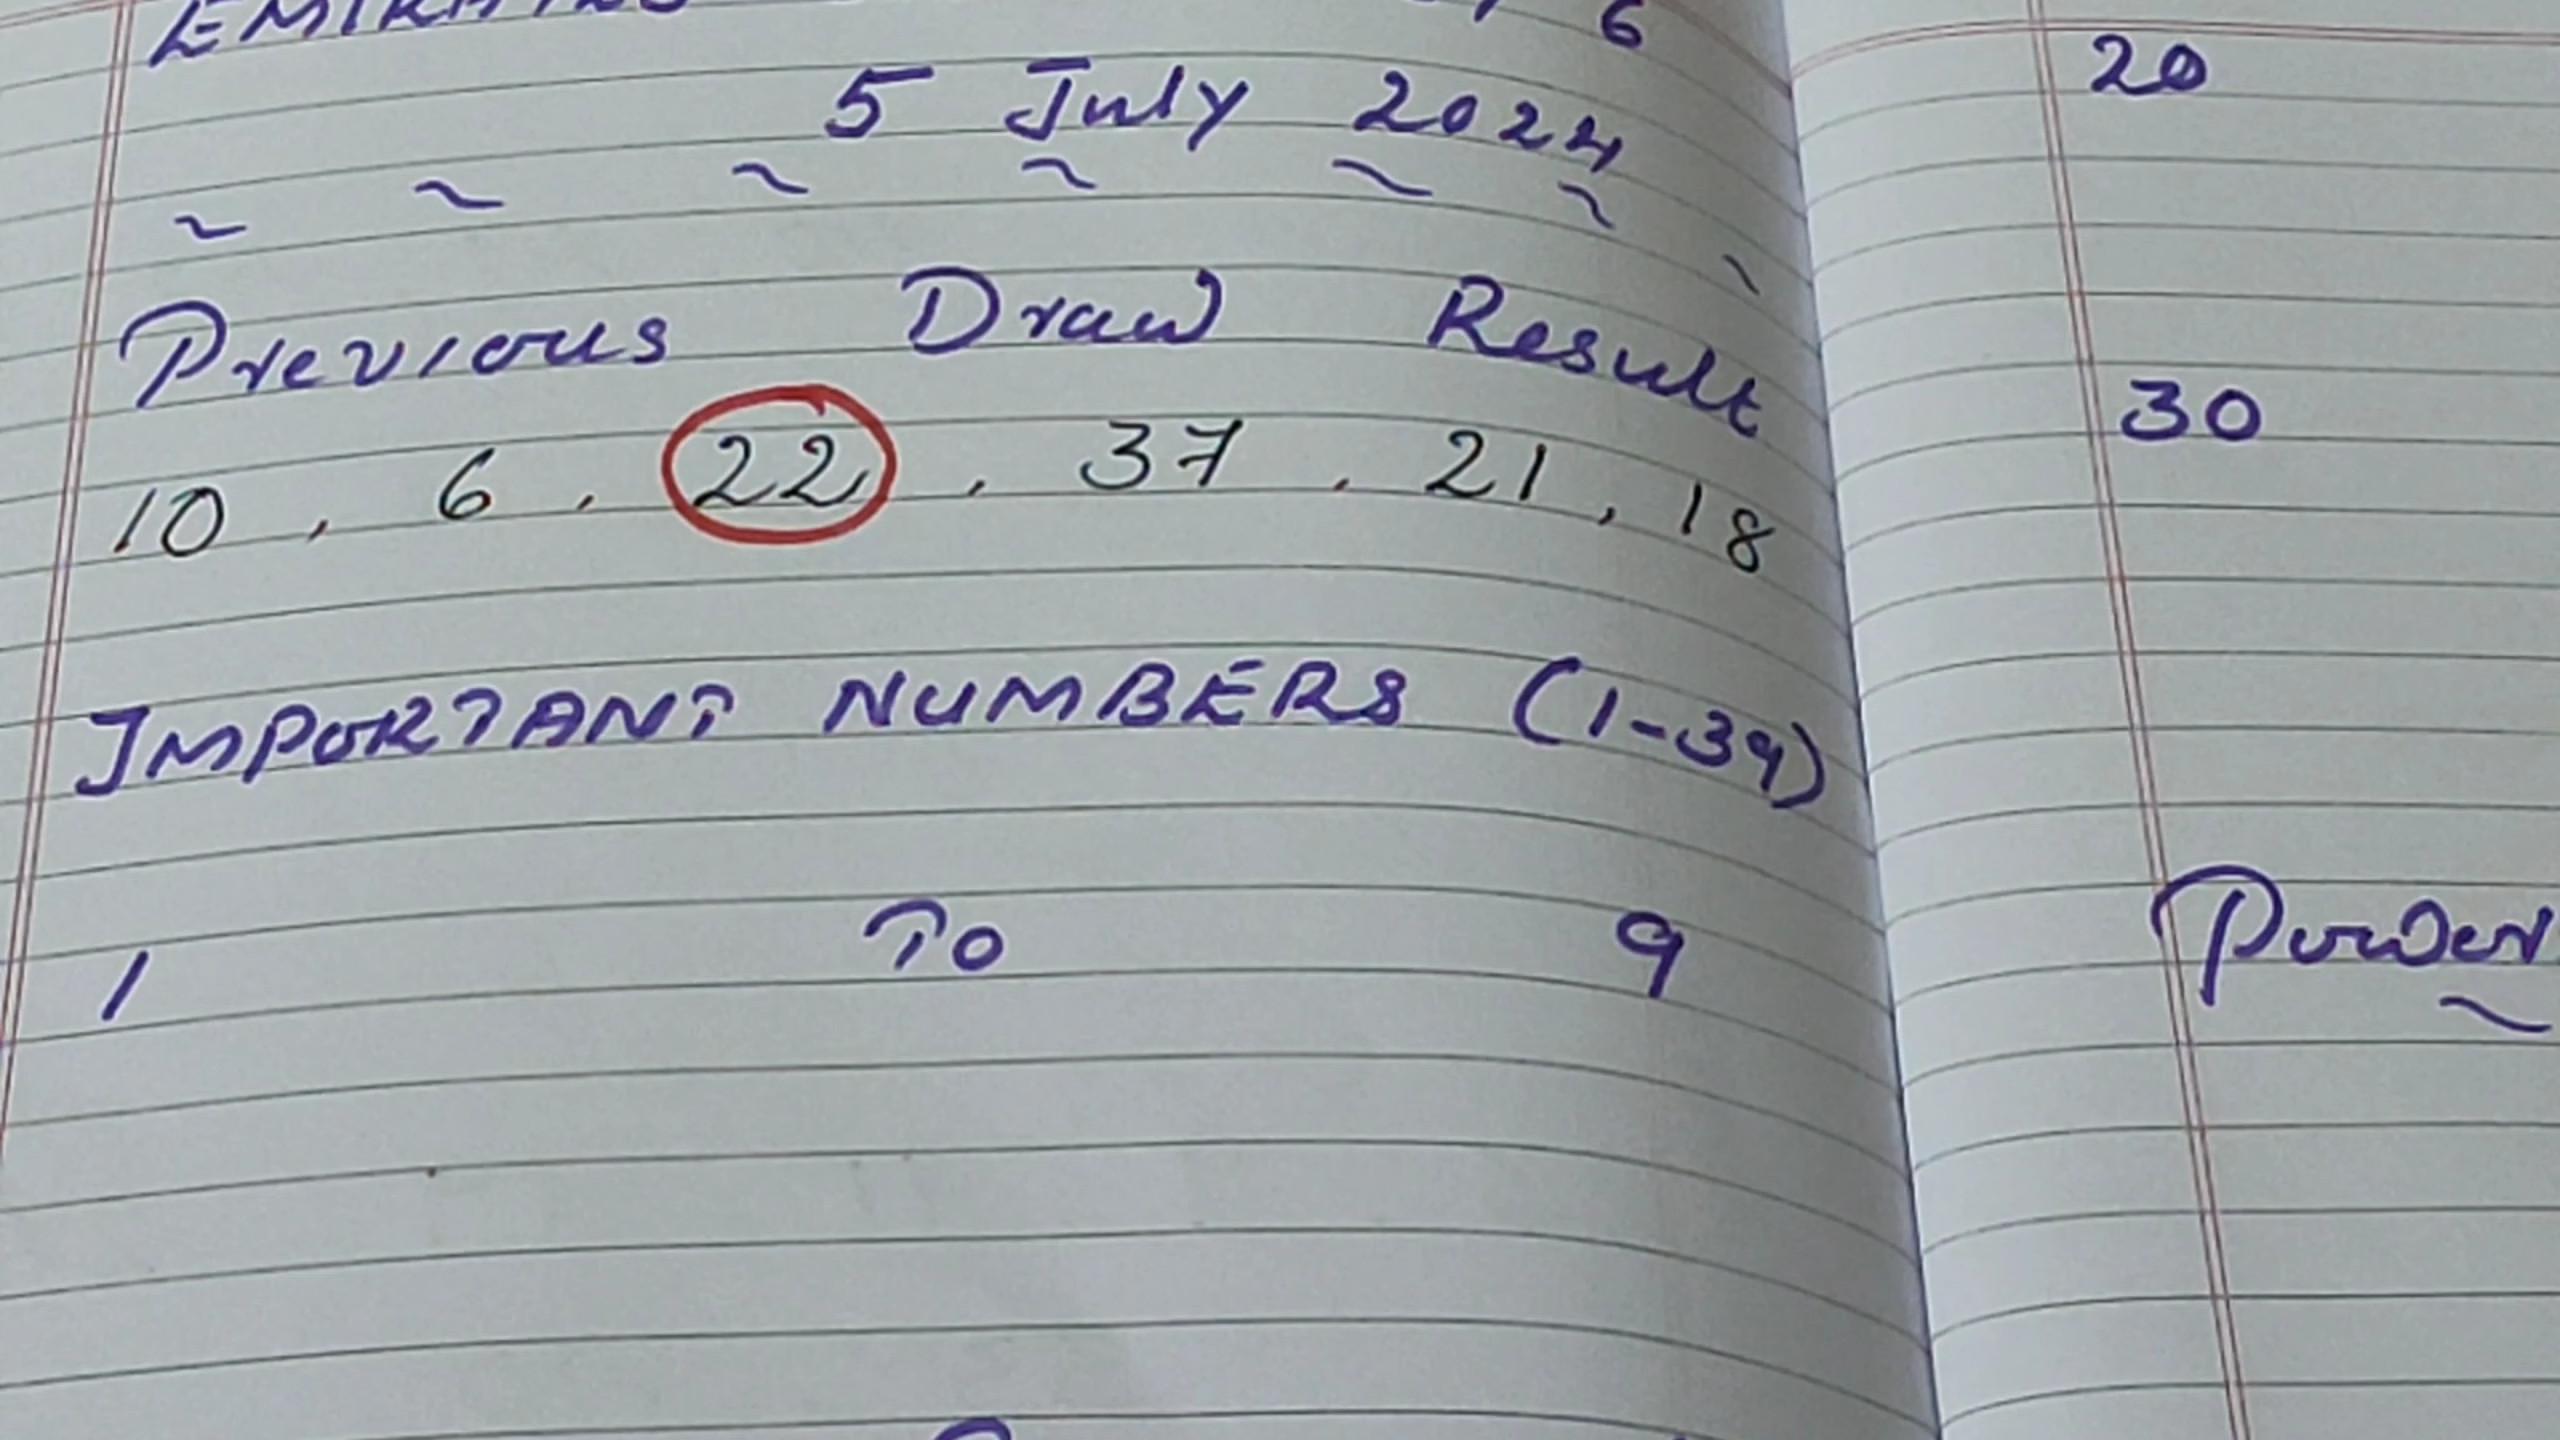 6
5 July 2024
Previous Draw Result
10, 6, 22, 37, 21, 18
IMPORTANT NUMBERS (1-39)
1 To 9
20
30
Power